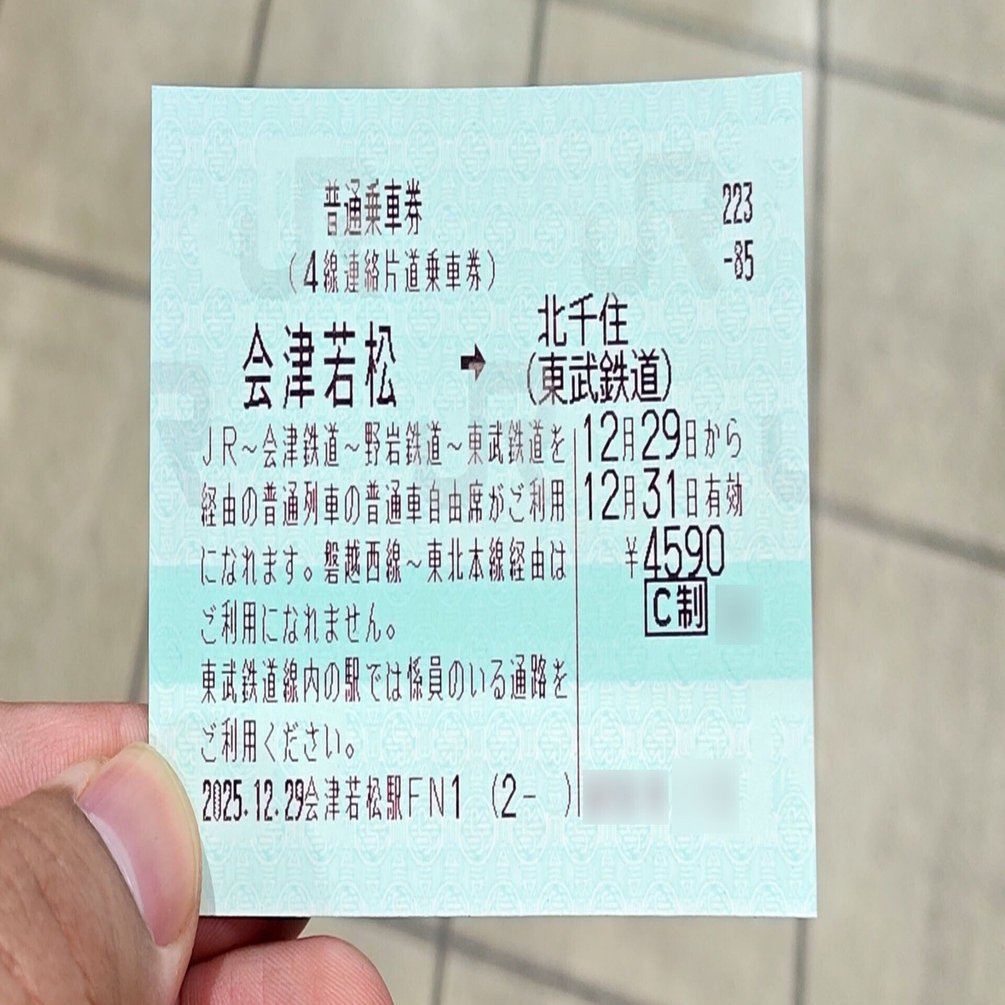 普通乗車券
(4線連絡片道乗車券)
223
-85
会津若松 → 北千住
(東武鉄道)
JR~会津鉄道~野岩鉄道~東武鉄道を
経由の普通列車の普通車自由席がご利用
になれます。磐越西線~東北本線経由は
ご利用になれません。
東武鉄道線内の駅では係員のいる通路を
ご利用ください。
12月29日から
12月31日有効
¥4590
C制
2025.12.29会津若松駅FN1 (2- )